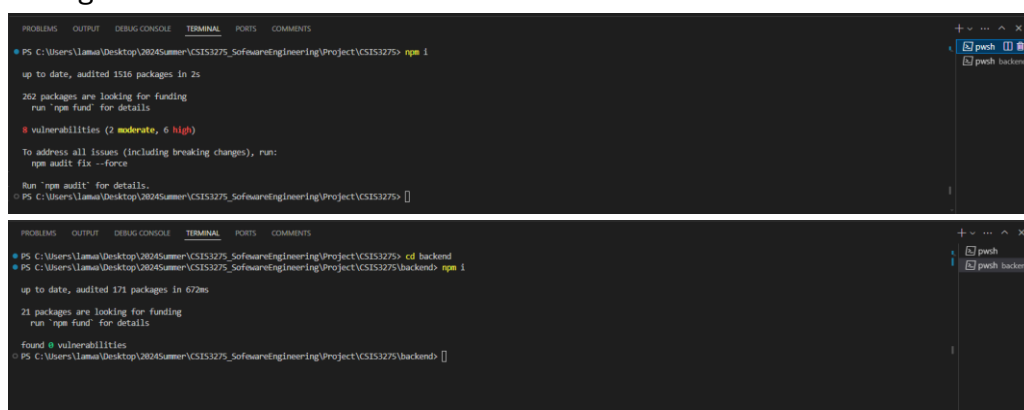 PROBLEMS OUTPUT DEBUG CONSOLE TERMINAL PORTS COMMENTS
PS C:\Users\lamwa\Desktop\2024Summer\CSIS3275_SofewareEngineering\Project\CSIS3275> npm i
pwsh
pwsh backend
up to date, audited 1516 packages in 2s
262 packages are looking for funding
run `npm fund` for details
8 vulnerabilities (2 moderate, 6 high)
To address all issues (including breaking changes), run:
npm audit fix --force
Run `npm audit` for details.
PS C:\Users\lamwa\Desktop\2024Summer\CSIS3275_SofewareEngineering\Project\CSIS3275>
PROBLEMS OUTPUT DEBUG CONSOLE TERMINAL PORTS COMMENTS
PS C:\Users\lamwa\Desktop\2024Summer\CSIS3275_SofewareEngineering\Project\CSIS3275> cd backend
pwsh
PS C:\Users\lamwa\Desktop\2024Summer\CSIS3275_SofewareEngineering\Project\CSIS3275\backend> npm i
pwsh backen
up to date, audited 171 packages in 672ms
21 packages are looking for funding
run `npm fund` for details
found 0 vulnerabilities
PS C:\Users\lamwa\Desktop\2024Summer\CSIS3275_SofewareEngineering\Project\CSIS3275\backend>